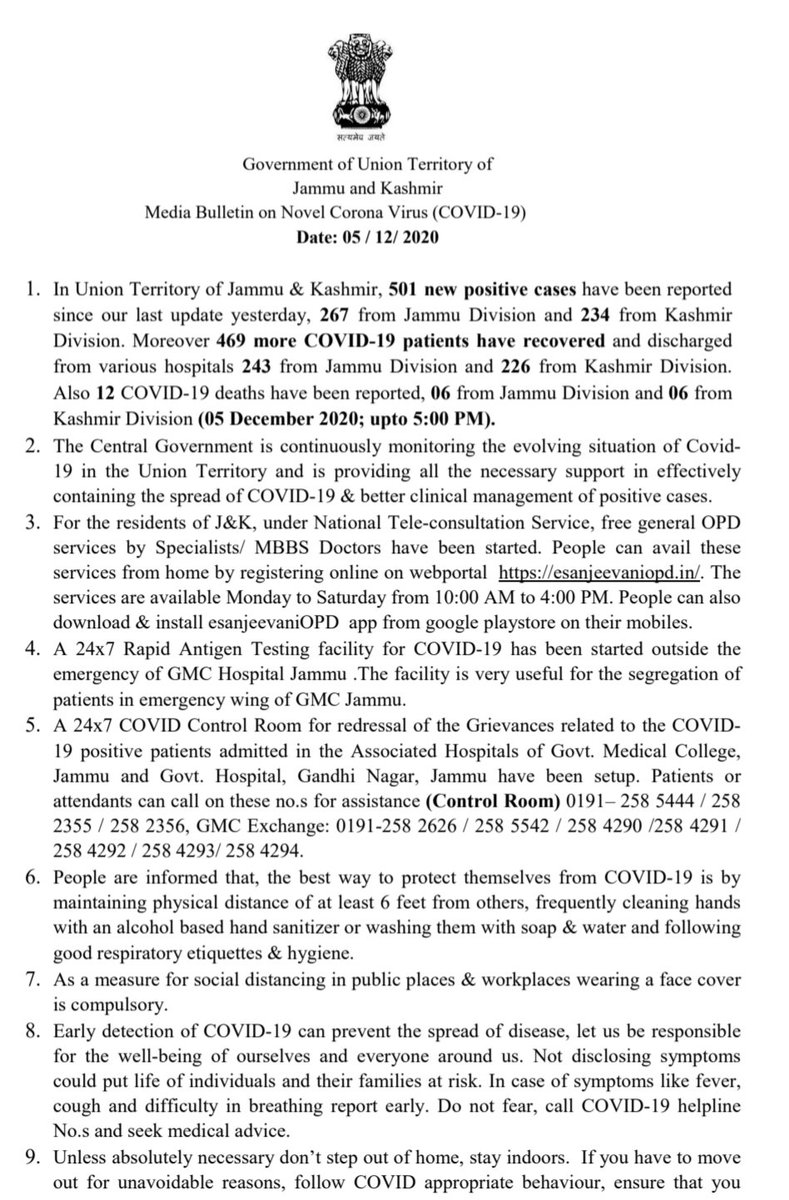 सत्यमेव जयते
Government of Union Territory of
Jammu and Kashmir
Media Bulletin on Novel Corona Virus (COVID-19)
Date: 05 / 12/ 2020
1. In Union Territory of Jammu & Kashmir, 501 new positive cases have been reported
since our last update yesterday, 267 from Jammu Division and 234 from Kashmir
Division. Moreover 469 more COVID-19 patients have recovered and discharged
from various hospitals 243 from Jammu Division and 226 from Kashmir Division.
Also 12 COVID-19 deaths have been reported, 06 from Jammu Division and 06 from
Kashmir Division (05 December 2020; upto 5:00 PM).
2. The Central Government is continuously monitoring the evolving situation of Covid-
19 in the Union Territory and is providing all the necessary support in effectively
containing the spread of COVID-19 & better clinical management of positive cases.
3. For the residents of J&K, under National Tele-consultation Service, free general OPD
services by Specialists/ MBBS Doctors have been started. People can avail these
services from home by registering online on webportal https://esanjeevaniopd.in/. The
services are available Monday to Saturday from 10:00 AM to 4:00 PM. People can also
download & install esanjeevaniOPD app from google playstore on their mobiles.
4. A 24x7 Rapid Antigen Testing facility for COVID-19 has been started outside the
emergency of GMC Hospital Jammu .The facility is very useful for the segregation of
patients in emergency wing of GMC Jammu.
5. A 24x7 COVID Control Room for redressal of the Grievances related to the COVID-
19 positive patients admitted in the Associated Hospitals of Govt. Medical College,
Jammu and Govt. Hospital, Gandhi Nagar, Jammu have been setup. Patients or
attendants can call on these no.s for assistance (Control Room) 0191– 258 5444 / 258
2355 / 258 2356, GMC Exchange: 0191-258 2626 / 258 5542 / 258 4290 /258 4291 /
258 4292 / 258 4293/ 258 4294.
6. People are informed that, the best way to protect themselves from COVID-19 is by
maintaining physical distance of at least 6 feet from others, frequently cleaning hands
with an alcohol based hand sanitizer or washing them with soap & water and following
good respiratory etiquettes & hygiene.
7. As a measure for social distancing in public places & workplaces wearing a face cover
is compulsory.
8. Early detection of COVID-19 can prevent the spread of disease, let us be responsible
for the well-being of ourselves and everyone around us. Not disclosing symptoms
could put life of individuals and their families at risk. In case of symptoms like fever,
cough and difficulty in breathing report early. Do not fear, call COVID-19 helpline
No.s and seek medical advice.
9. Unless absolutely necessary don’t step out of home, stay indoors. If you have to move
out for unavoidable reasons, follow COVID appropriate behaviour, ensure that you